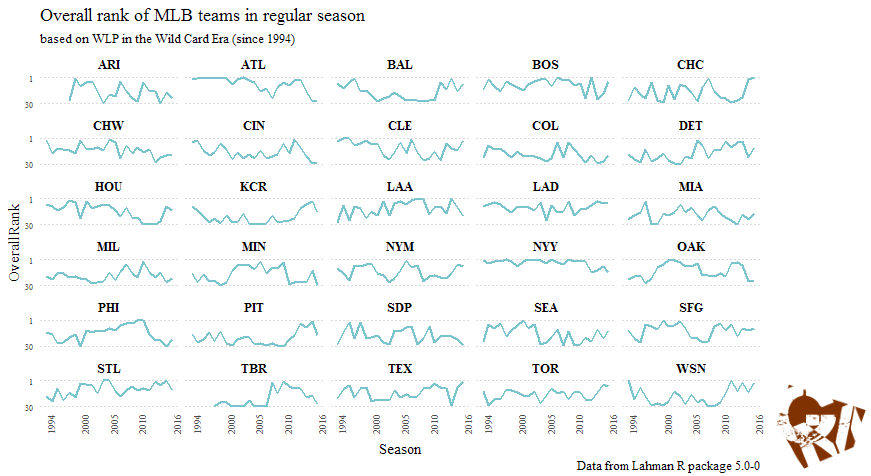 Overall rank of MLB teams in regular season
based on WLP in the Wild Card Era (since 1994)
ARI ATL BAL BOS CHC
1
30
CHW CIN CLE COL DET
1
30
HOU KCR LAA LAD MIA
1
30
MIL MIN NYM NYY OAK
1
30
PHI PIT SDP SEA SFG
1
30
STL TBR TEX TOR WSN
1
30
OverallRank
1994 2000 2005 2010 2016 1994 2000 2005 2010 2016 1994 2000 2005 2010 2016 1994 2000 2005 2010 2016 1994 2000 2005 2010 2016
Season
Data from Lahman R package 5.0-0